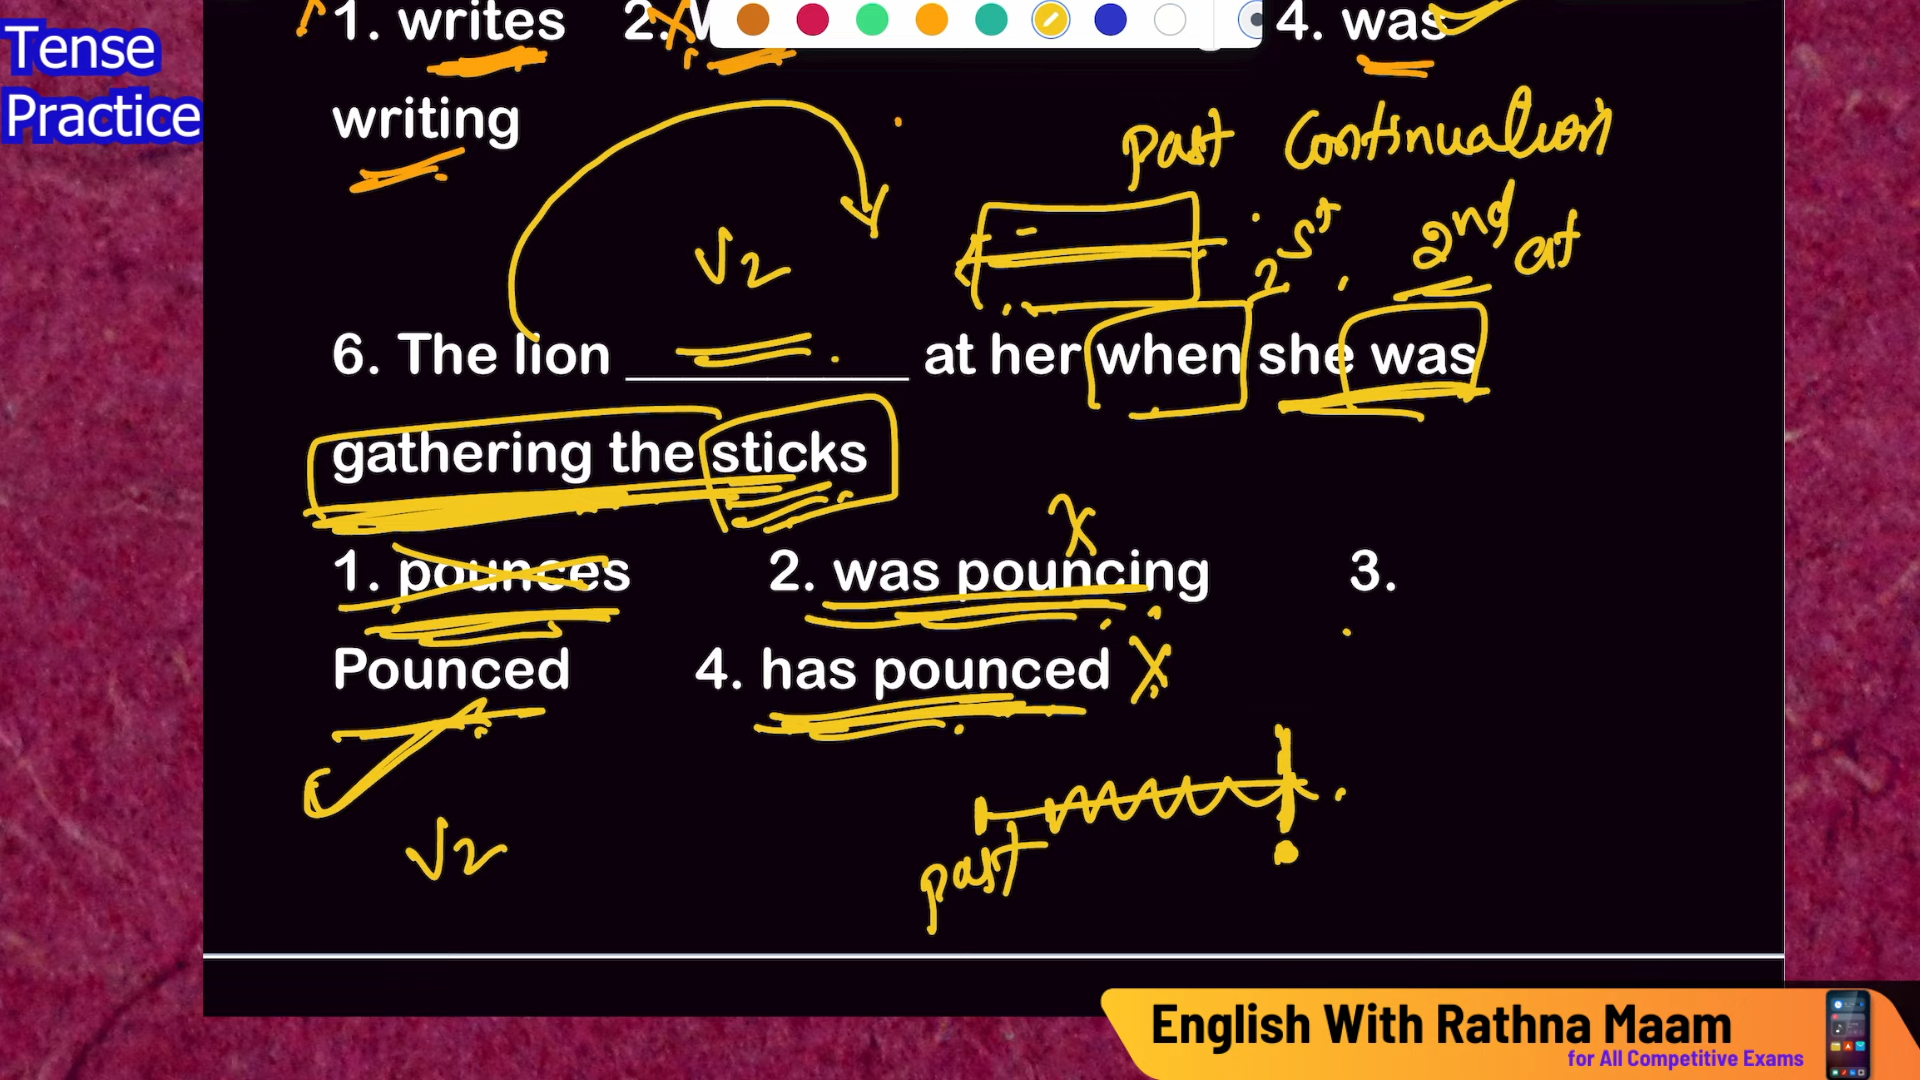 Tense
Practice
1. writes 2. 4. was
writing
past continuation
V2
1st 2nd at
6. The lion __________ at her when she was
gathering the sticks
X
1. pounces 2. was pouncing 3.
Pounced 4. has pounced X
V2
past
English With Rathna Maam
for All Competitive Exams